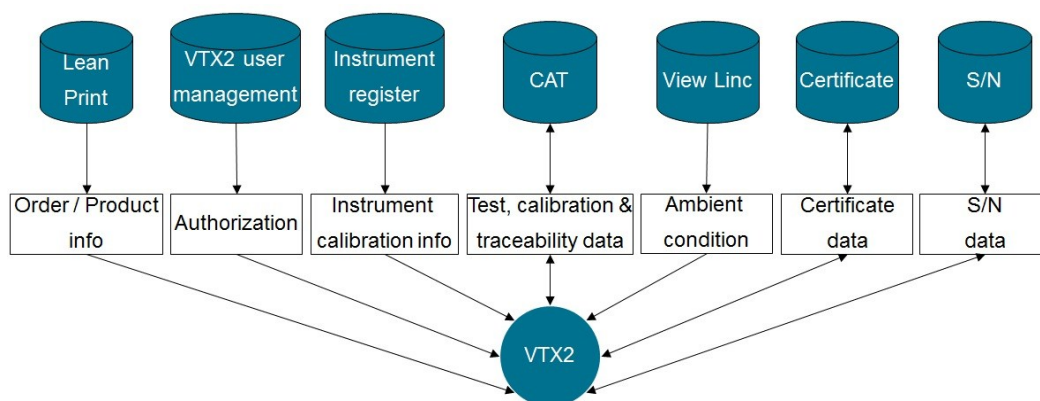 Lean
Print
VTX2 user
management
Instrument
register
CAT
View Linc
Certificate
S/N
Order / Product
info
Authorization
Instrument
calibration info
Test, calibration &
traceability data
Ambient
condition
Certificate
data
S/N
data
VTX2